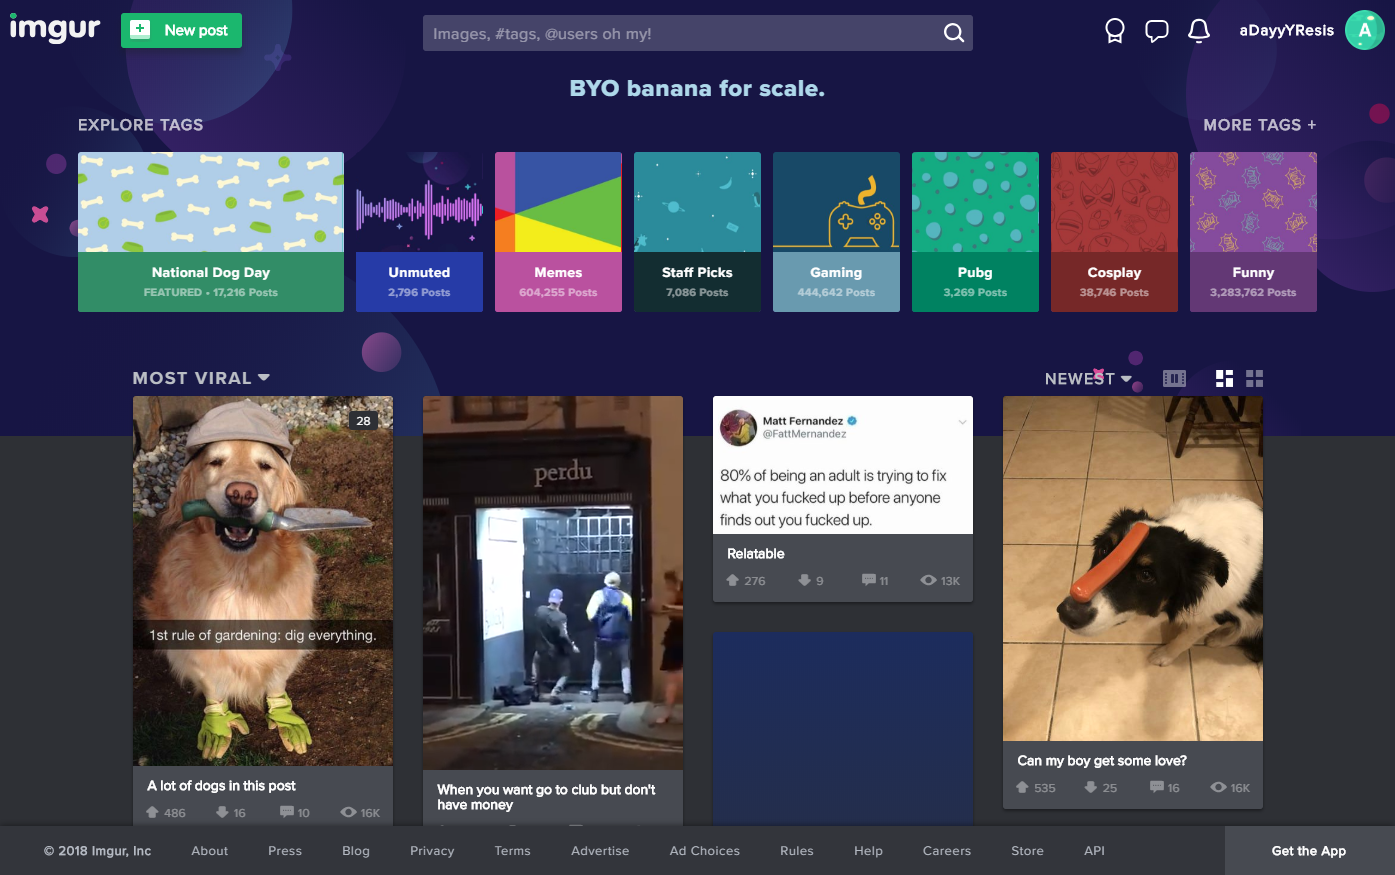 imgur
New post
Images, #tags, @users oh my!
aDayyYResis
A
BYO banana for scale.
EXPLORE TAGS
MORE TAGS +
National Dog Day
FEATURED • 17,216 Posts
Unmuted
2,796 Posts
Memes
604,255 Posts
Staff Picks
7,086 Posts
Gaming
444,642 Posts
Pubg
3,269 Posts
Cosplay
38,746 Posts
Funny
3,283,762 Posts
MOST VIRAL
NEWEST
28
1st rule of gardening: dig everything.
A lot of dogs in this post
486 16 10 16K
perdu
When you want go to club but don't
have money
Matt Fernandez
@FattMernandez
80% of being an adult is trying to fix
what you fucked up before anyone
finds out you fucked up.
Relatable
276 9 11 13K
Can my boy get some love?
535 25 16 16K
© 2018 Imgur, Inc About Press Blog Privacy Terms Advertise Ad Choices Rules Help Careers Store API
Get the App